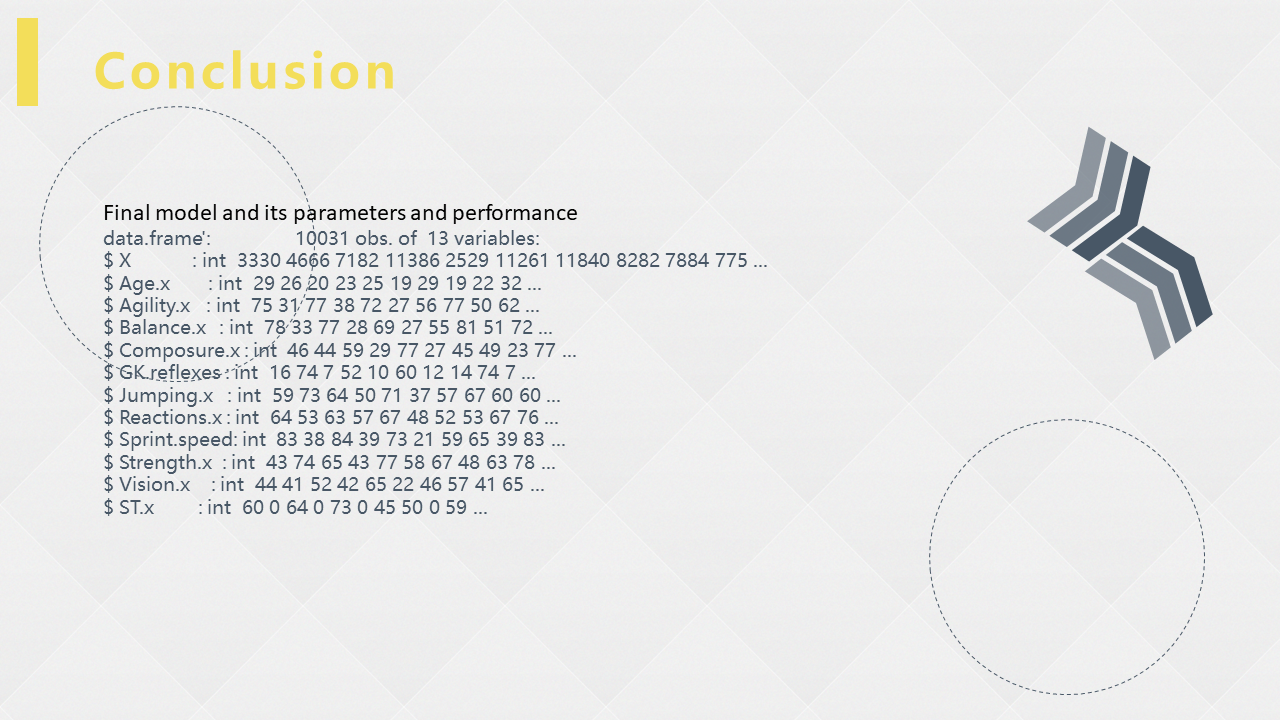 Conclusion
Final model and its parameters and performance
data.frame': 10031 obs. of 13 variables:
$ X : int 3330 4666 7182 11386 2529 11261 11840 8282 7884 775 ...
$ Age.x : int 29 26 20 23 25 19 29 19 22 32 ...
$ Agility.x : int 75 31 77 38 72 27 56 77 50 62 ...
$ Balance.x : int 78 33 77 28 69 27 55 81 51 72 ...
$ Composure.x : int 46 44 59 29 77 27 45 49 23 77 ...
$ GK.reflexes : int 16 74 7 52 10 60 12 14 74 7 ...
$ Jumping.x : int 59 73 64 50 71 37 57 67 60 60 ...
$ Reactions.x : int 64 53 63 57 67 48 52 53 67 76 ...
$ Sprint.speed: int 83 38 84 39 73 21 59 65 39 83 ...
$ Strength.x : int 43 74 65 43 77 58 67 48 63 78 ...
$ Vision.x : int 44 41 52 42 65 22 46 57 41 65 ...
$ ST.x : int 60 0 64 0 73 0 45 50 0 59 ...